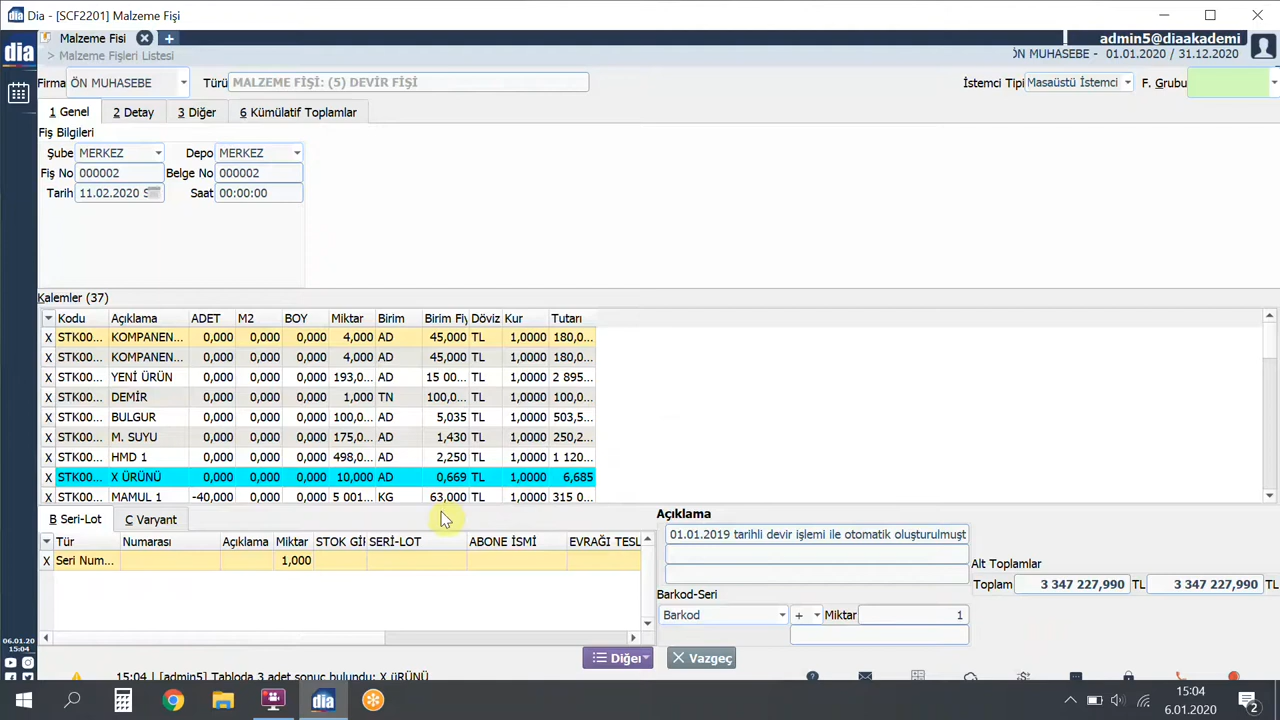 Dia - [SCF2201] Malzeme Fişi
dia
Malzeme Fisi
admin5@diaakademi
> Malzeme Fişleri Listesi
ÖN MUHASEBE - 01.01.2020 / 31.12.2020
Firma ÖN MUHASEBE Türü MALZEME FİŞİ: (5) DEVİR FİŞİ İstemci Tipi Masaüstü İstemci F. Grubu
1 Genel 2 Detay 3 Diğer 6 Kümülatif Toplamlar
Fiş Bilgileri
Şube MERKEZ Depo MERKEZ
Fiş No 000002 Belge No 000002
Tarih 11.02.2020 S Saat 00:00:00
Kalemler (37)
Kodu Açıklama ADET M2 BOY Miktar Birim Birim Fiy Döviz Kur Tutarı
X STK00... KOMPANEN... 0,000 0,000 0,000 4,000 AD 45,000 TL 1,0000 180,0...
X STK00... KOMPANEN... 0,000 0,000 0,000 4,000 AD 45,000 TL 1,0000 180,0...
X STK00... YENİ ÜRÜN 0,000 0,000 0,000 193,0... AD 15 00... TL 1,0000 2 895...
X STK00... DEMİR 0,000 0,000 0,000 1,000 TN 100,0... TL 1,0000 100,0...
X STK00... BULGUR 0,000 0,000 0,000 100,0... AD 5,035 TL 1,0000 503,5...
X STK00... M. SUYU 0,000 0,000 0,000 175,0... AD 1,430 TL 1,0000 250,2...
X STK00... HMD 1 0,000 0,000 0,000 498,0... AD 2,250 TL 1,0000 1 120...
X STK00... X ÜRÜNÜ 0,000 0,000 0,000 10,000 AD 0,669 TL 1,0000 6,685
X STK00... MAMUL 1 -40,000 0,000 0,000 5 001... KG 63,000 TL 1,0000 315 0...
B Seri-Lot C Varyant
Tür Numarası Açıklama Miktar STOK Gİ SERİ-LOT ABONE İSMİ EVRAĞI TESL
X Seri Num... 1,000
Açıklama
01.01.2019 tarihli devir işlemi ile otomatik oluşturulmuşt
Alt Toplamlar
Toplam 3 347 227,990 TL 3 347 227,990 TL
Barkod-Seri
Barkod + Miktar 1
Diğer X Vazgeç
06.01.20
15:04
15:04 | [admin5] Tabloda 3 adet sonuç bulundu: X ÜRÜNÜ
dia
15:04
6.01.2020
2